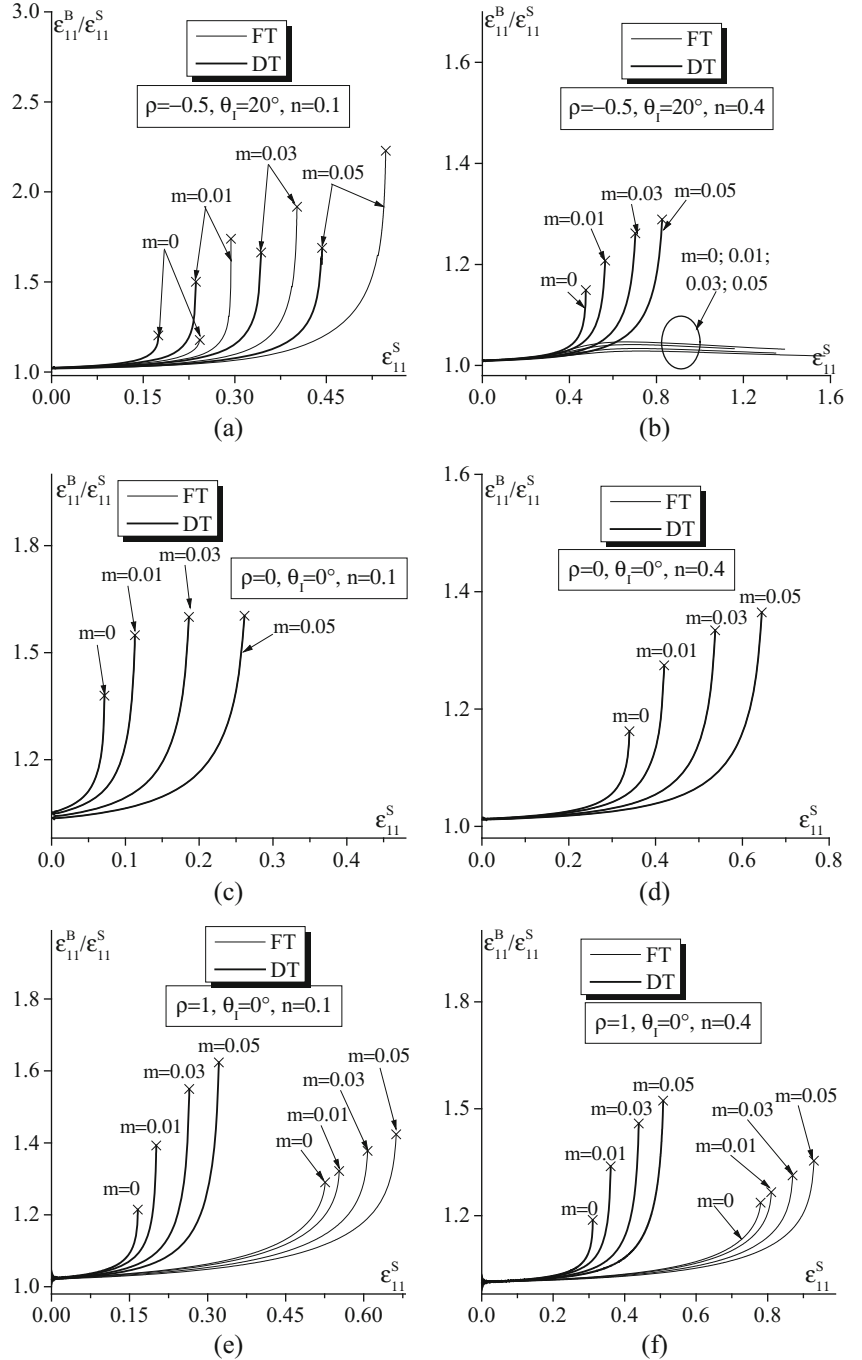 ε₁₁ᴮ/ε₁₁ˢ
3.0
2.5
2.0
1.5
1.0
FT
DT
ρ=−0.5, θ_I=20°, n=0.1
m=0.03
m=0.05
m=0.01
m=0
ε₁₁ˢ
0.00 0.15 0.30 0.45
(a)
ε₁₁ᴮ/ε₁₁ˢ
1.6
1.4
1.2
1.0
FT
DT
ρ=−0.5, θ_I=20°, n=0.4
m=0.03
m=0.05
m=0.01
m=0; 0.01;
0.03; 0.05
m=0
ε₁₁ˢ
0.0 0.4 0.8 1.2 1.6
(b)
ε₁₁ᴮ/ε₁₁ˢ
1.8
1.5
1.2
FT
DT
m=0.03
ρ=0, θ_I=0°, n=0.1
m=0.01
m=0
m=0.05
ε₁₁ˢ
0.0 0.1 0.2 0.3 0.4
(c)
ε₁₁ᴮ/ε₁₁ˢ
1.6
1.4
1.2
1.0
FT
DT
ρ=0, θ_I=0°, n=0.4
m=0.05
m=0.03
m=0.01
m=0
ε₁₁ˢ
0.0 0.2 0.4 0.6 0.8
(d)
ε₁₁ᴮ/ε₁₁ˢ
1.8
1.6
1.4
1.2
1.0
FT
DT
ρ=1, θ_I=0°, n=0.1
m=0.05
m=0.03
m=0.01
m=0
m=0.05
m=0.03
m=0.01
m=0
ε₁₁ˢ
0.00 0.15 0.30 0.45 0.60
(e)
ε₁₁ᴮ/ε₁₁ˢ
1.8
1.5
1.2
FT
DT
ρ=1, θ_I=0°, n=0.4
m=0.05
m=0.03
m=0.01
m=0
m=0.05
m=0.03
m=0.01
m=0
ε₁₁ˢ
0.0 0.2 0.4 0.6 0.8
(f)